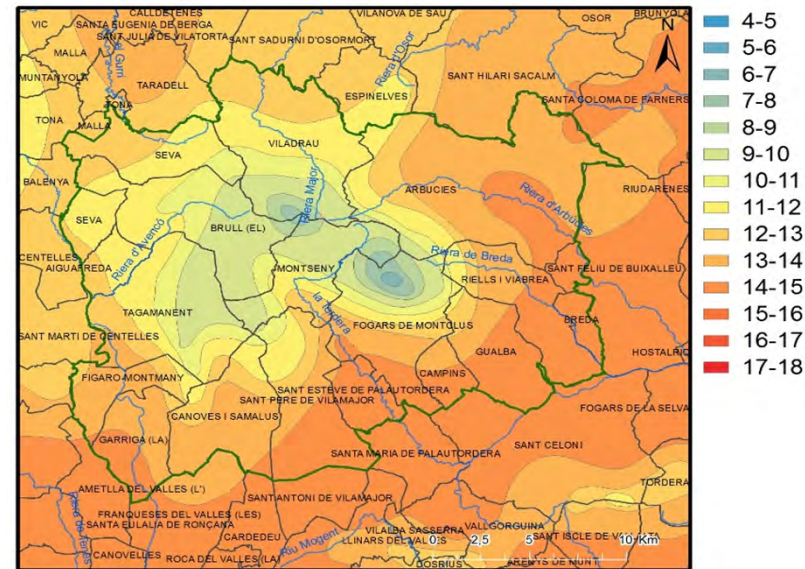 CALLDETENES
VILANOVA DE SAU
OSOR
BRUNYOLA
VIC
SANTA EUGENIA DE BERGA
SANT JULIA DE VILATORTA
SANT SADURNI D'OSORMORT
N
MALLA
el Gurri
Riera d'Osor
SANT HILARI SACALM
MUNTANYOLA
TARADELL
ESPINELVES
SANTA COLOMA DE FARNERS
TONA
TONA
MALLA
VILADRAU
SEVA
BALENYA
ARBUCIES
Riera d'Arbúcies
RIUDARENES
Riera Major
SEVA
BRULL (EL)
Riera d'Avencó
Riera de Breda
CENTELLES
AIGUAFREDA
MONTSENY
(SANT FELIU DE BUIXALLEU)
RIELLS I VIABREA
la Tordera
TAGAMANENT
BREDA
SANT MARTI DE CENTELLES
FOGARS DE MONTCLUS
GUALBA
HOSTALRIC
FIGARO-MONTMANY
CAMPINS
SANT ESTEVE DE PALAUTORDERA
SANT PERE DE VILAMAJOR
CANOVES I SAMALUS
FOGARS DE LA SELVA
GARRIGA (LA)
SANTA MARIA DE PALAUTORDERA
SANT CELONI
TORDERA
AMETLLA DEL VALLES (L')
SANT ANTONI DE VILAMAJOR
FRANQUESES DEL VALLES (LES)
SANTA EULALIA DE RONÇANA
CARDEDEU
Riu Mogent
VILALBA SASSERRA
VALLGORGUINA
LLINARS DEL VALLES
SANT ISCLE DE VALLALTA
CANOVELLES
ROCA DEL VALLES (LA)
DOSRIUS
ARENYS DE MUNT
0 2,5 5 10 Km
4-5
5-6
6-7
7-8
8-9
9-10
10-11
11-12
12-13
13-14
14-15
15-16
16-17
17-18